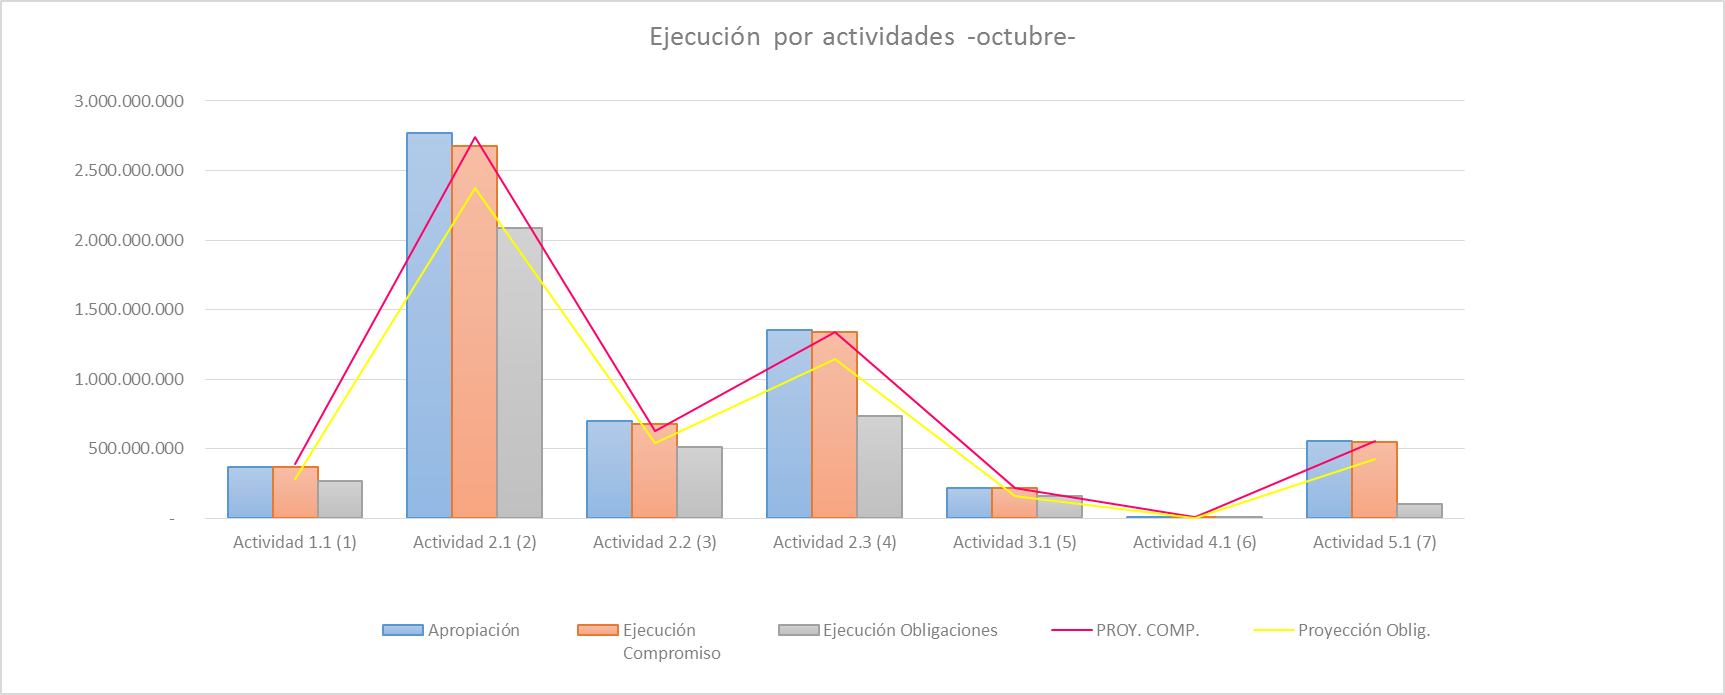 Ejecución por actividades -octubre-
3.000.000.000
2.500.000.000
2.000.000.000
1.500.000.000
1.000.000.000
500.000.000
-
Actividad 1.1 (1)
Actividad 2.1 (2)
Actividad 2.2 (3)
Actividad 2.3 (4)
Actividad 3.1 (5)
Actividad 4.1 (6)
Actividad 5.1 (7)
Apropiación
Ejecución
Compromiso
Ejecución Obligaciones
PROY. COMP.
Proyección Oblig.